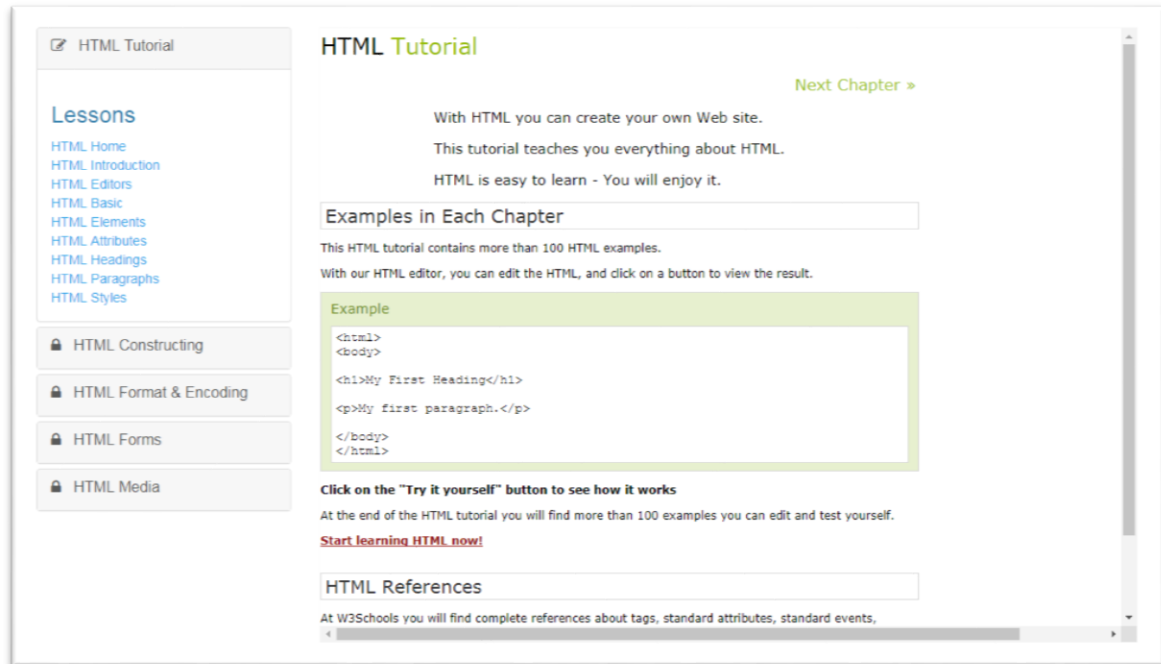 HTML Tutorial
Lessons
HTML Home
HTML Introduction
HTML Editors
HTML Basic
HTML Elements
HTML Attributes
HTML Headings
HTML Paragraphs
HTML Styles
HTML Constructing
HTML Format & Encoding
HTML Forms
HTML Media
HTML Tutorial
Next Chapter »
With HTML you can create your own Web site.
This tutorial teaches you everything about HTML.
HTML is easy to learn - You will enjoy it.
Examples in Each Chapter
This HTML tutorial contains more than 100 HTML examples.
With our HTML editor, you can edit the HTML, and click on a button to view the result.
Example
<html>
<body>
<h1>My First Heading</h1>
<p>My first paragraph.</p>
</body>
</html>
Click on the "Try it yourself" button to see how it works
At the end of the HTML tutorial you will find more than 100 examples you can edit and test yourself.
Start learning HTML now!
HTML References
At W3Schools you will find complete references about tags, standard attributes, standard events,